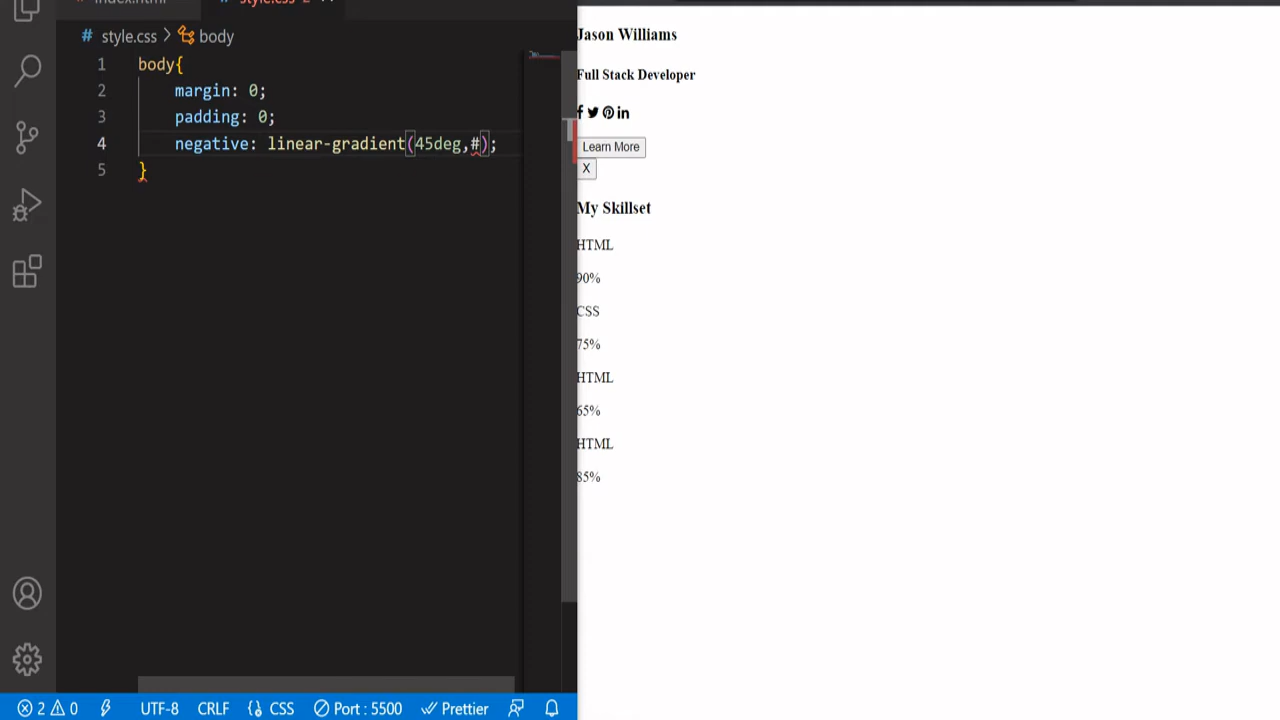 index.html
style.css 2
# style.css > body
1 body{
2 margin: 0;
3 padding: 0;
4 negative: linear-gradient(45deg,#);
5 }
2 0 UTF-8 CRLF {} CSS Port : 5500 Prettier
Jason Williams
Full Stack Developer
Learn More
X
My Skillset
HTML
90%
CSS
75%
HTML
65%
HTML
85%